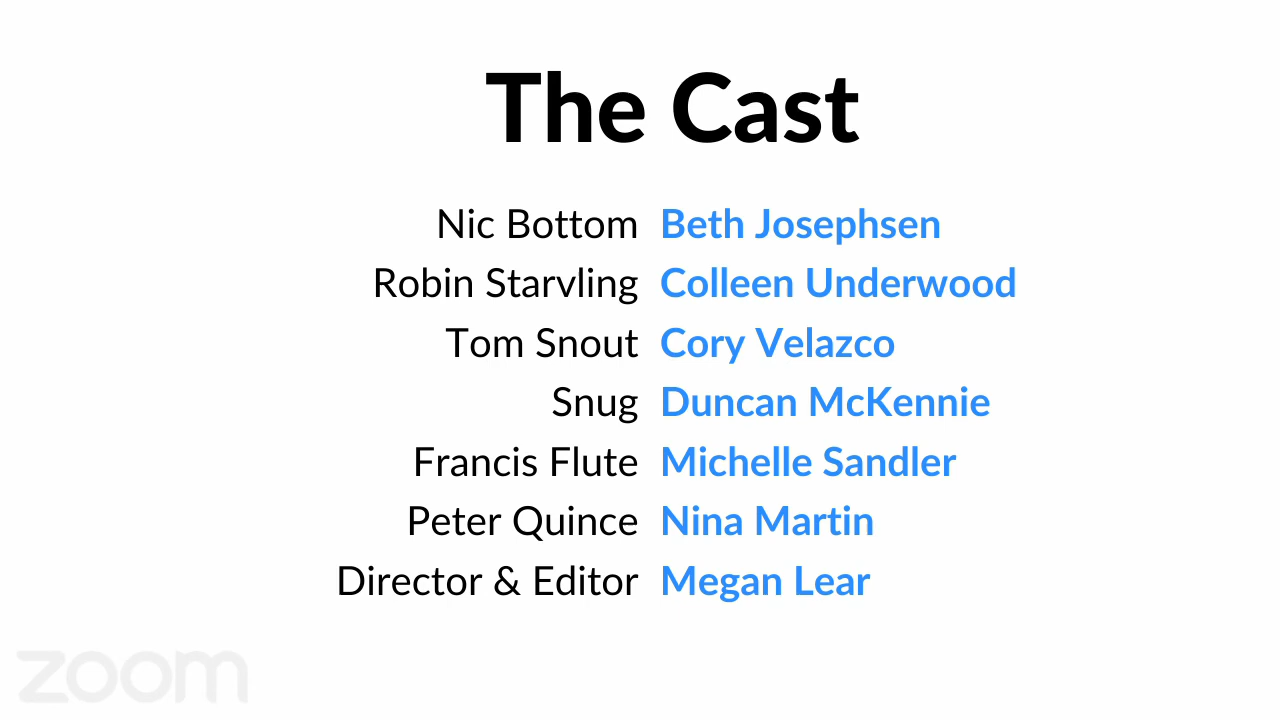 The Cast
Nic Bottom Beth Josephsen
Robin Starvling Colleen Underwood
Tom Snout Cory Velazco
Snug Duncan McKennie
Francis Flute Michelle Sandler
Peter Quince Nina Martin
Director & Editor Megan Lear
zoom